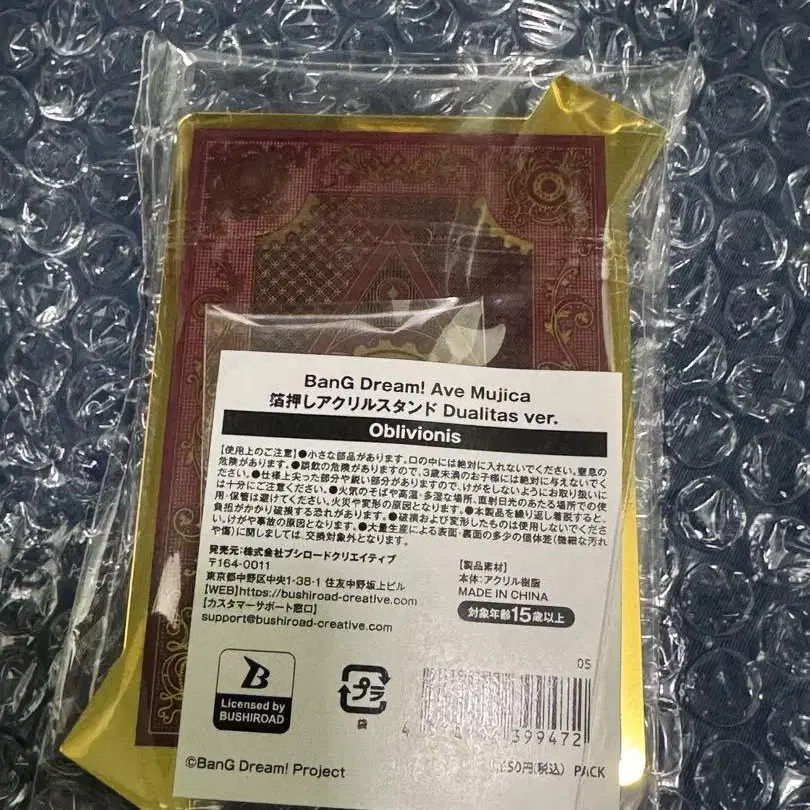 BanG Dream! Ave Mujica
箔押しアクリルスタンド Dualitas ver.
Oblivionis
【使用上のご注意】●小さな部品があります。口の中には絶対に入れないでください。窒息の
危険があります。●誤飲の危険がありますので、3歳未満のお子様には絶対に与えないでく
ださい。●仕様上尖った部分や鋭い部分がありますので、けがをしないようにお取り扱いに
は十分にご注意ください。●火気のそばや高温・多湿な場所、直射日光のあたる場所での使
用・保管は避けてください。火災や変形の原因となります。●本製品を繰り返し着脱すると、
負担がかかり破損する恐れがあります。●破損および変形したものは使用しないでくださ
い。けがや事故の原因となります。●大量生産による表面・裏面の多少の個体差(微細な汚れ
や傷)に関しましては、交換対象外となります。
発売元:株式会社ブシロードクリエイティブ
〒164-0011
東京都中野区中央1-38-1 住友中野坂上ビル
【WEB】https://bushiroad-creative.com
【カスタマーサポート窓口】
support@bushiroad-creative.com
【製品素材】
本体:アクリル樹脂
MADE IN CHINA
対象年齢15歳以上
05
Licensed by
BUSHIROAD
プラ
袋
399472
©BanG Dream! Project
50円(税込) PACK